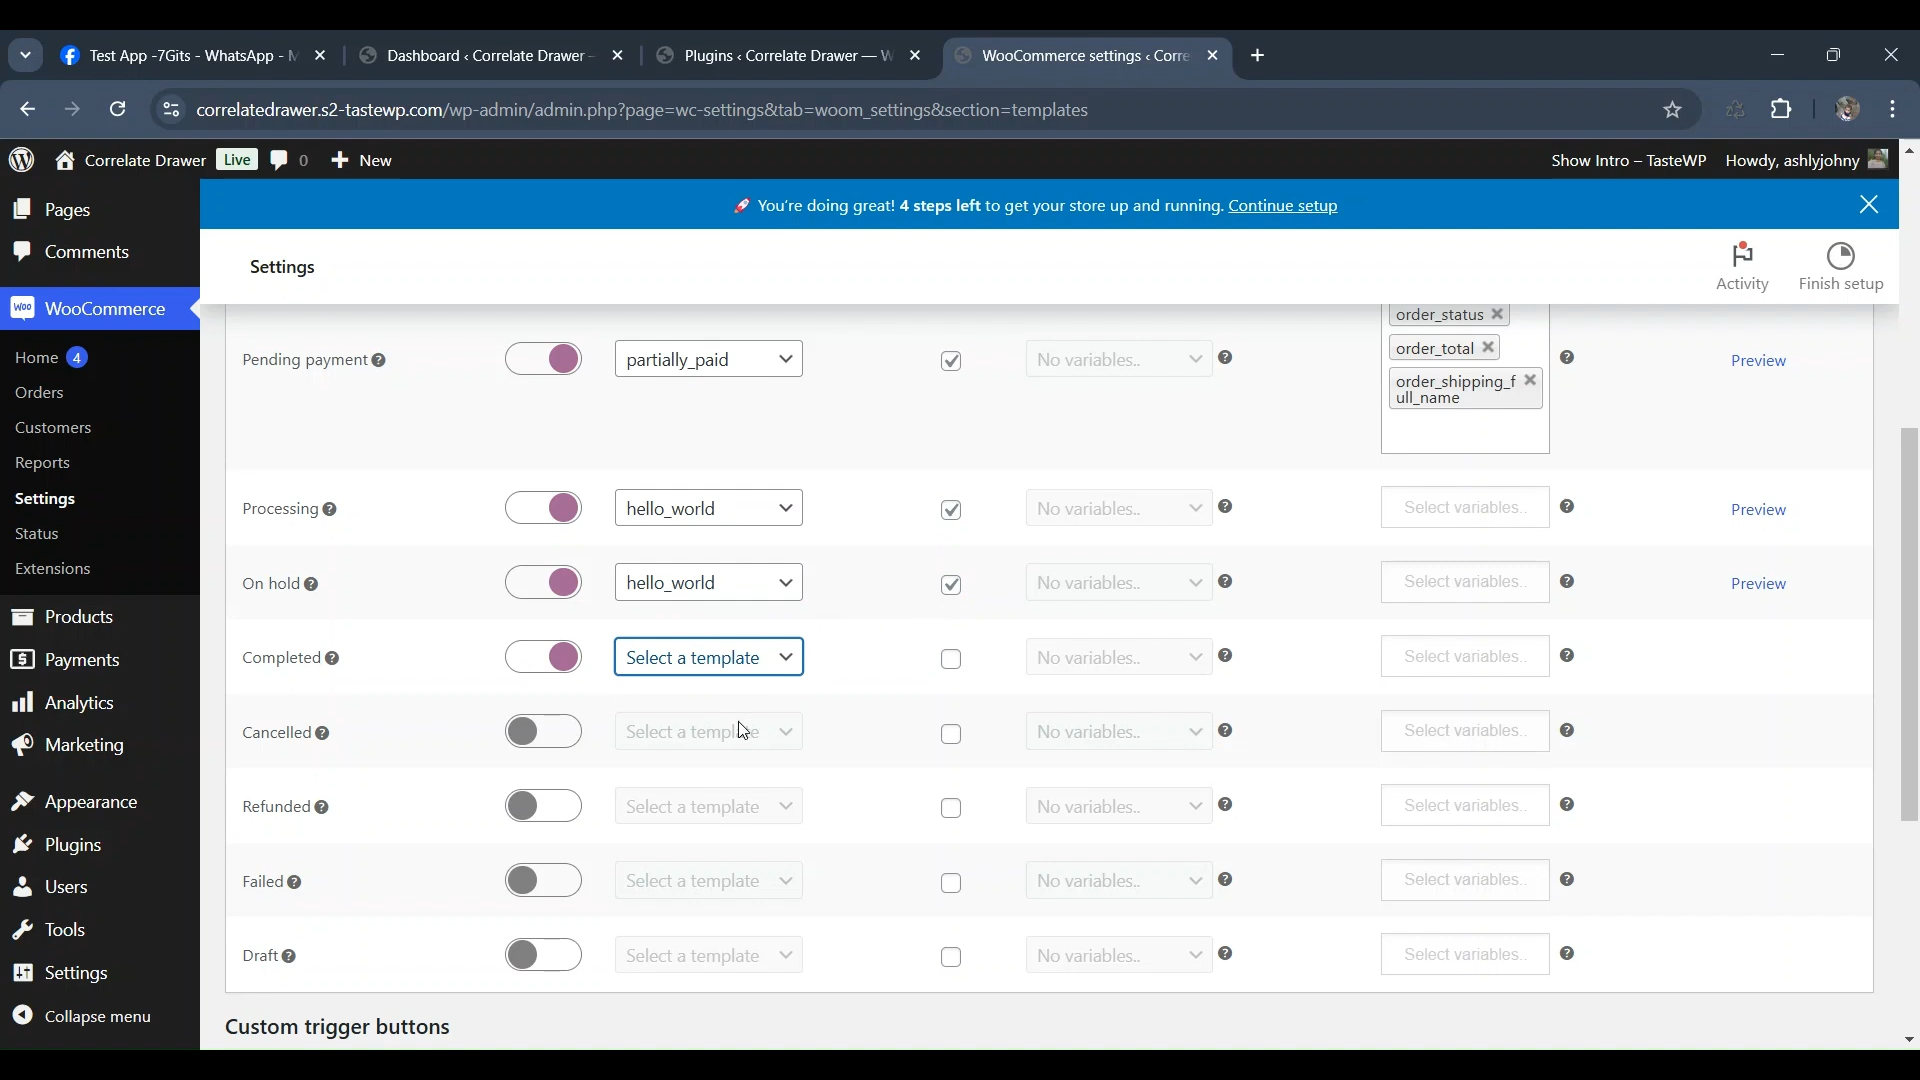 Test App -7Gits - WhatsApp - M
Dashboard ‹ Correlate Drawer -
Plugins ‹ Correlate Drawer — W
WooCommerce settings ‹ Corre
correlatedrawer.s2-tastewp.com/wp-admin/admin.php?page=wc-settings&tab=woom_settings&section=templates
Correlate Drawer Live 0 New
Show Intro – TasteWP Howdy, ashlyjohny
Pages
Comments
WooCommerce
Home 4
Orders
Customers
Reports
Settings
Status
Extensions
Products
Payments
Analytics
Marketing
Appearance
Plugins
Users
Tools
Settings
Collapse menu
You're doing great! 4 steps left to get your store up and running. Continue setup
Settings
Activity
Finish setup
order_status
order_total
order_shipping_f
ull_name
Pending payment partially_paid No variables.. Preview
Processing hello_world No variables.. Select variables.. Preview
On hold hello_world No variables.. Select variables.. Preview
Completed Select a template No variables.. Select variables..
Cancelled Select a template No variables.. Select variables..
Refunded Select a template No variables.. Select variables..
Failed Select a template No variables.. Select variables..
Draft Select a template No variables.. Select variables..
Custom trigger buttons